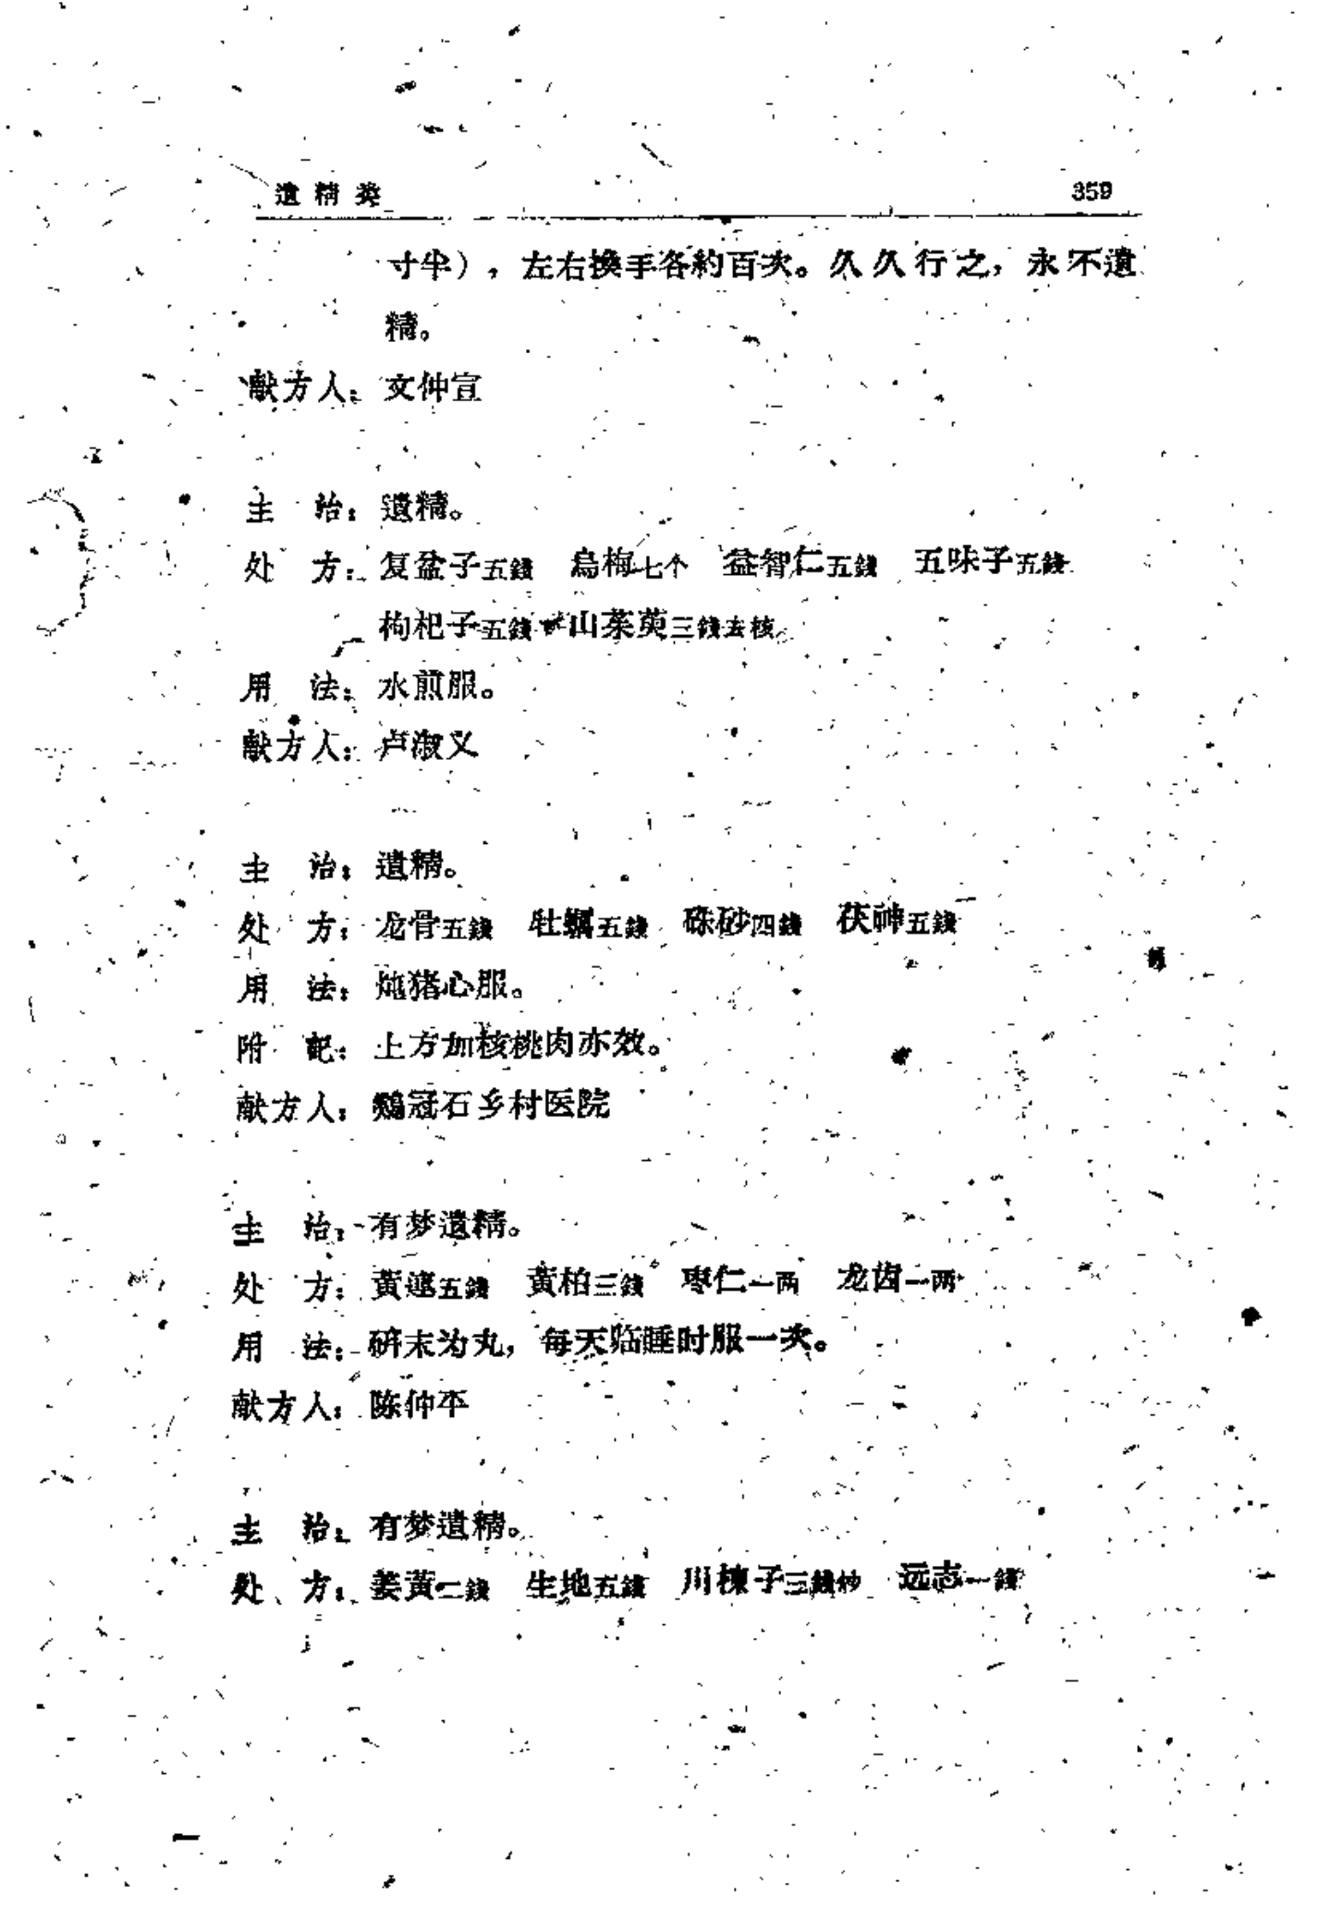 遺精类 359
寸半），左右換手各約百次。久久行之，永不遺
精。
献方人：文仲宣
主　治：遺精。
处　方：复盆子五錢　烏梅七个　益智仁五錢　五味子五錢
枸杞子五錢　山茱萸三錢去核
用　法：水煎服。
献方人：卢淑义
主　治：遺精。
处　方：龙骨五錢　牡蠣五錢　硃砂四錢　茯神五錢
用　法：炖猪心服。
附　記：上方加核桃肉亦效。
献方人：鷄冠石乡村医院
主　治：有梦遺精。
处　方：黃連五錢　黃柏三錢　枣仁一两　龙齿一两
用　法：研末为丸，每天临睡时服一次。
献方人：陈仲平
主　治：有梦遺精。
处　方：姜黃二錢　生地五錢　川楝子三錢炒　远志一錢